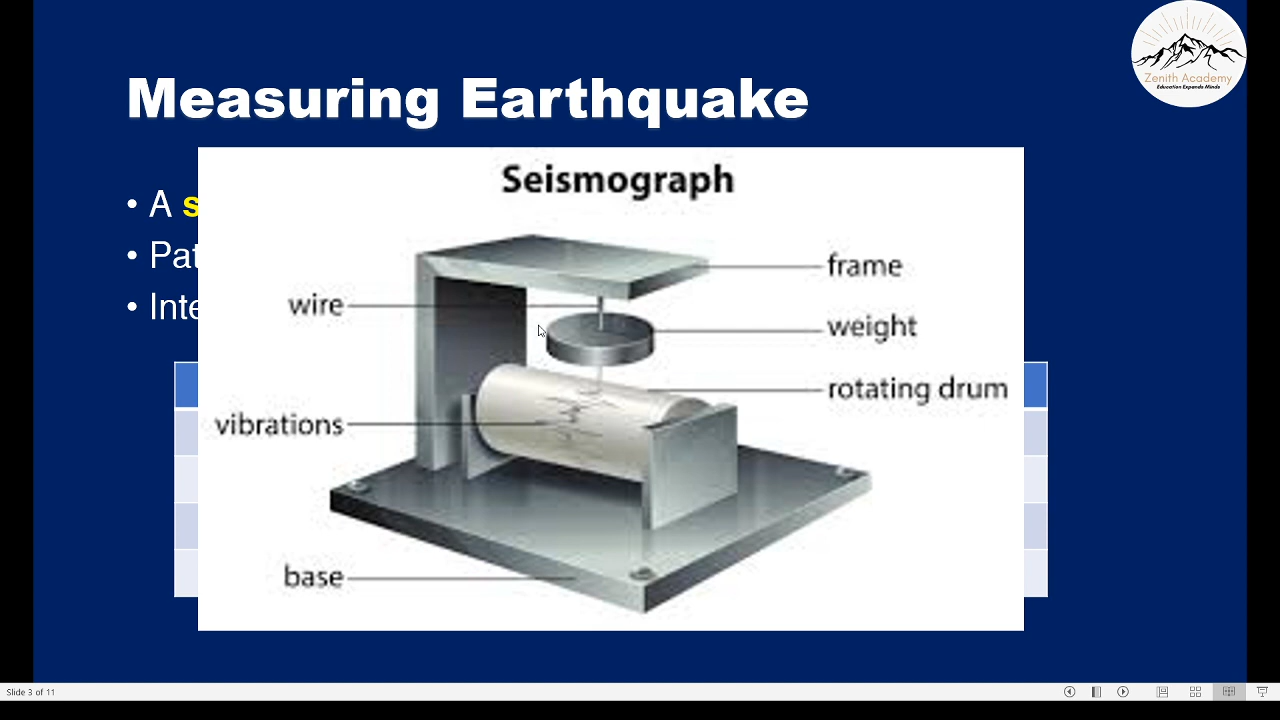 Zenith Academy
Education Expands Minds
Measuring Earthquake
Seismograph
• A s
• Pat
• Inte
frame
wire
weight
rotating drum
vibrations
base
Slide 3 of 11